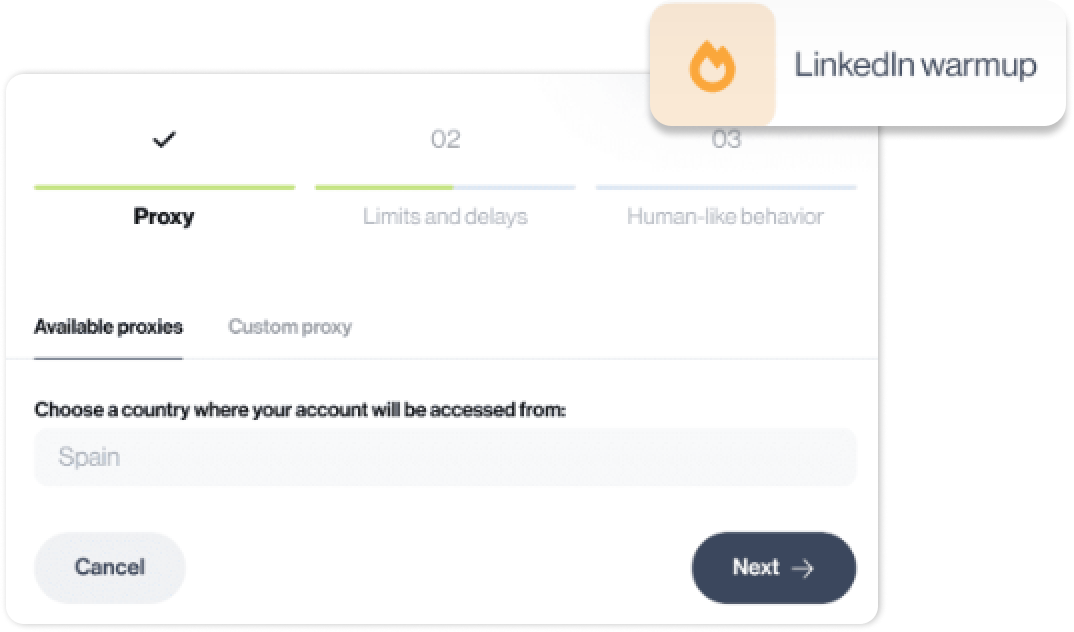 LinkedIn warmup
02
03
Proxy
Limits and delays
Human-like behavior
Available proxies
Custom proxy
Choose a country where your account will be accessed from:
Spain
Cancel
Next